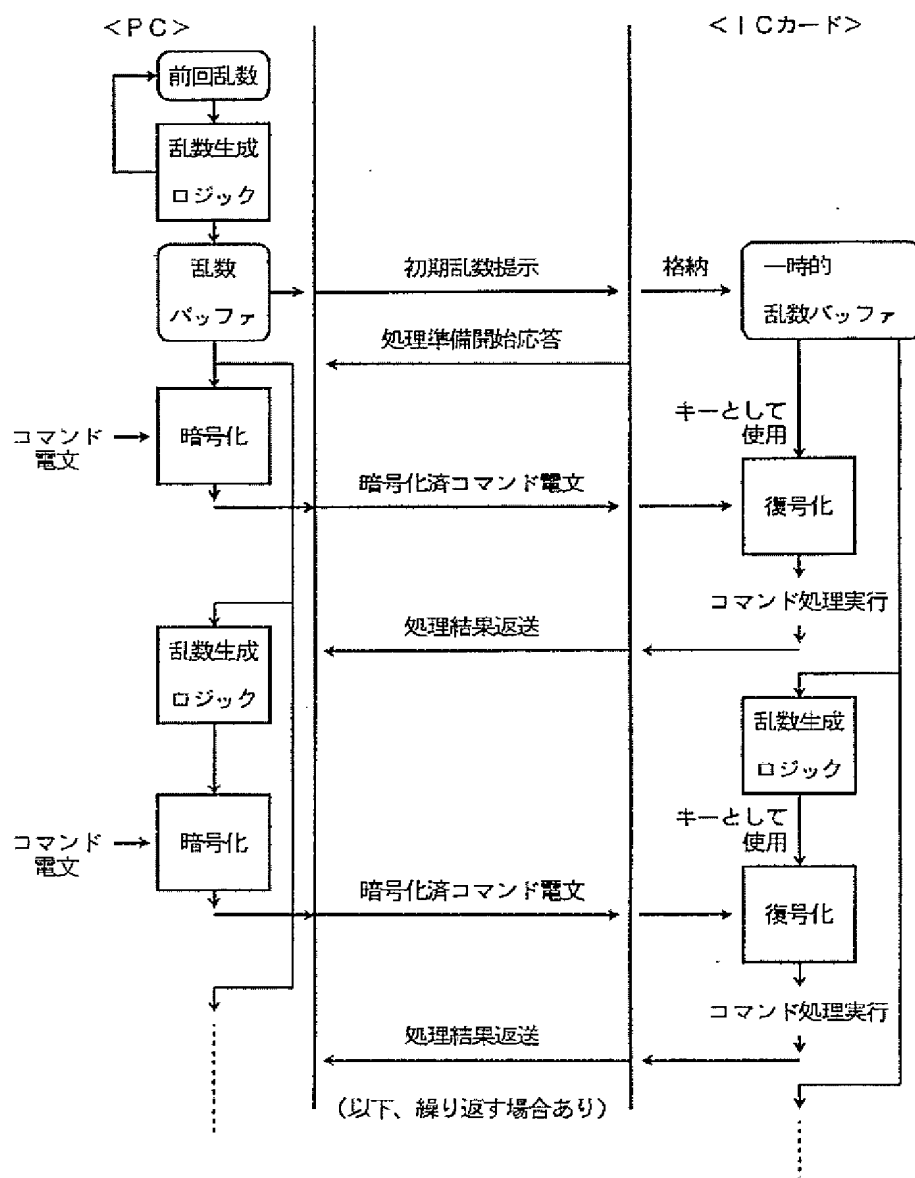 <PC>
<ICカード>
前回乱数
乱数生成
ロジック
乱数
バッファ
初期乱数提示
格納
一時的
乱数バッファ
処理準備開始応答
コマンド
電文
暗号化
キーとして
使用
暗号化済コマンド電文
復号化
コマンド処理実行
処理結果返送
乱数生成
ロジック
乱数生成
ロジック
コマンド
電文
暗号化
キーとして
使用
暗号化済コマンド電文
復号化
コマンド処理実行
処理結果返送
(以下、繰り返す場合あり)